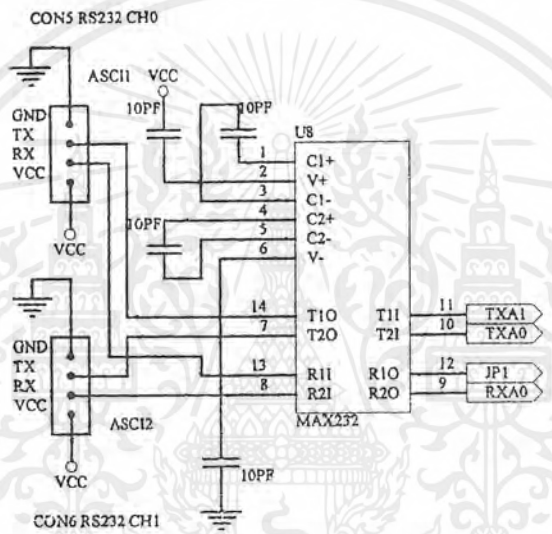 CON5 RS232 CH0
ASCI1 VCC
GND
TX
RX
VCC
10PF 10PF
U8
1 C1+
2 V+
3 C1-
4 C2+
5 C2-
6 V-
10PF
VCC
14 T1O T1I 11 TXA1
7 T2O T2I 10 TXA0
13 R1I R1O 12 JP1
8 R2I R2O 9 RXA0
MAX232
GND
TX
RX
VCC
ASCI2
VCC
10PF
CON6 RS232 CH1